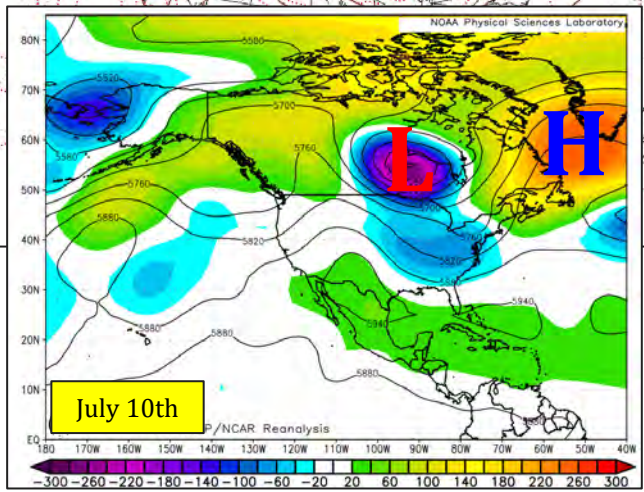 NOAA Physical Sciences Laboratory
80N
70N
60N
50N
40N
30N
20N
10N
EQ
5580
5520
5700
5580
5760
L
H
5760
5700
5880
5820
5760
5820
5880
5940
5880
5940
5880
5880
July 10th
P/NCAR Reanalysis
180 170W 160W 150W 140W 130W 120W 110W 100W 90W 80W 70W 60W 50W 40W
-300 -260 -220 -180 -140 -100 -60 -20 20 60 100 140 180 220 260 300